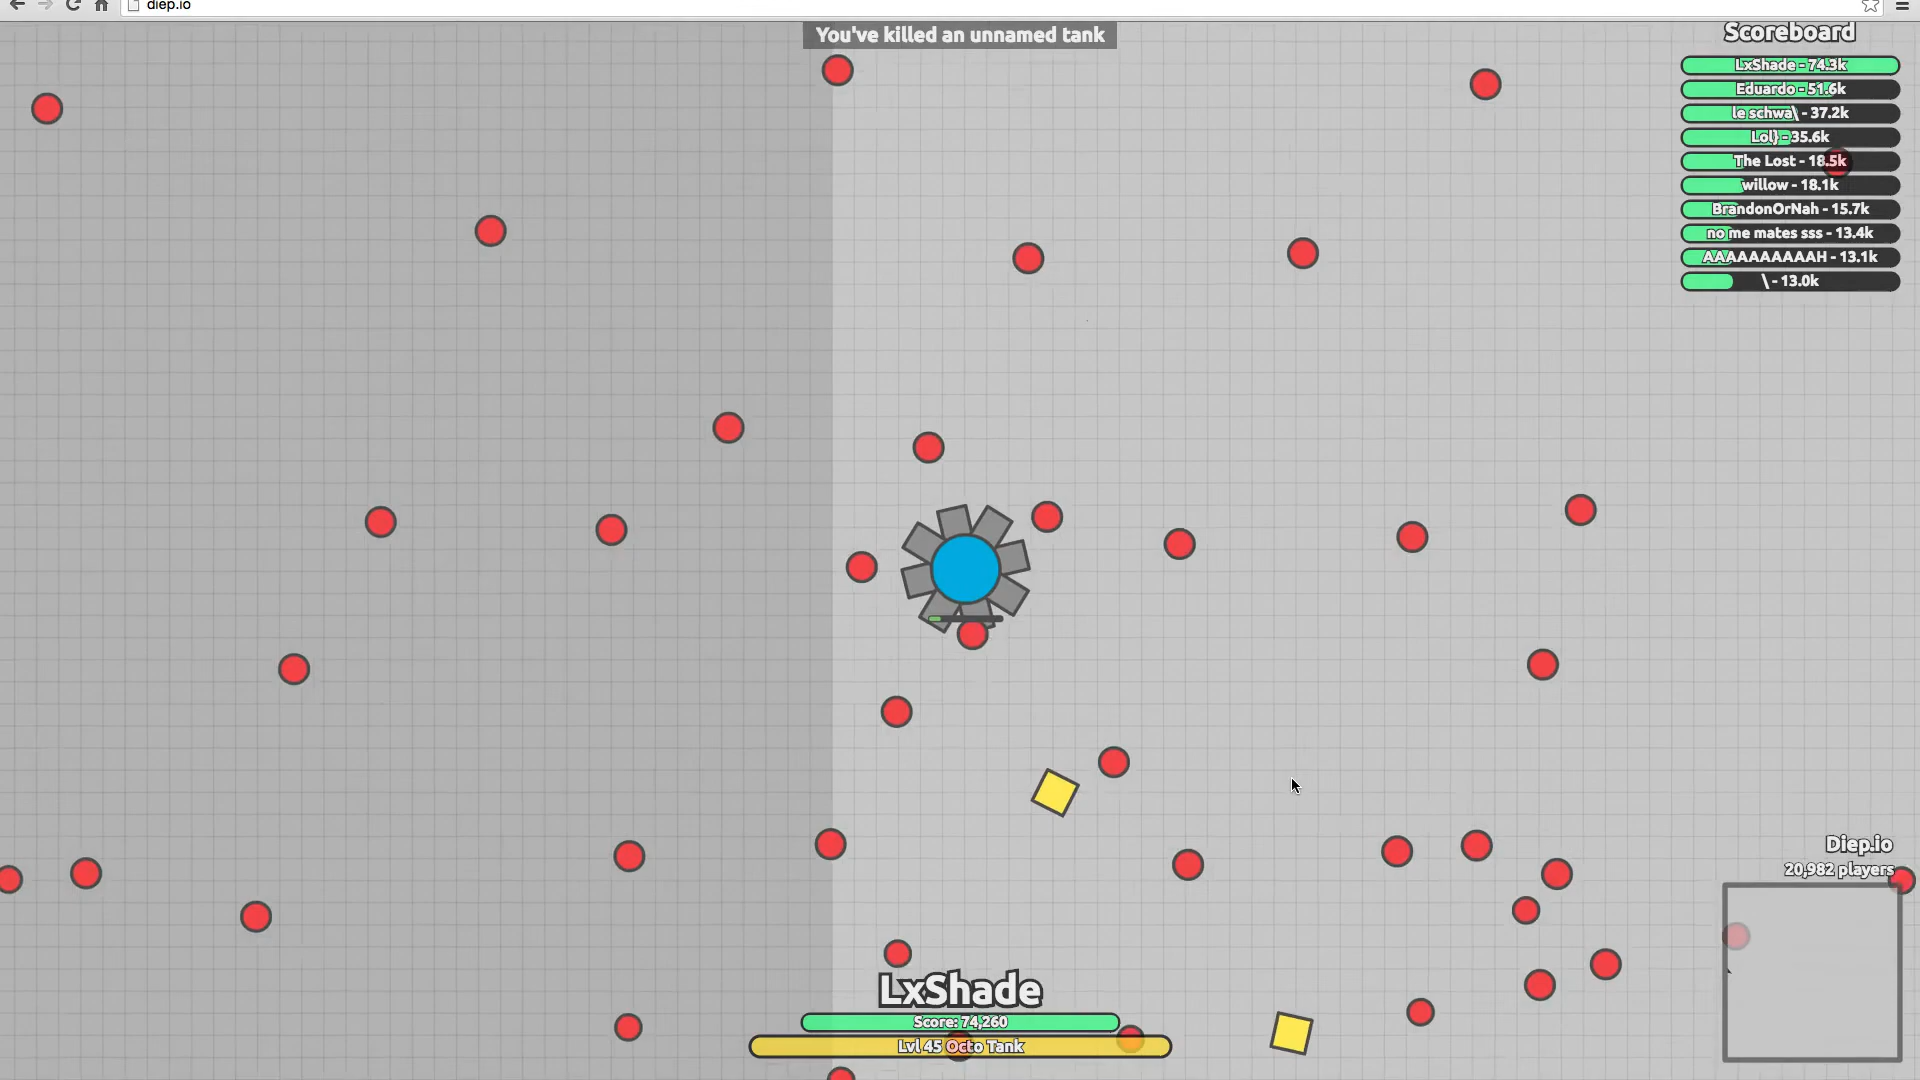 diep.io
You've killed an unnamed tank
Scoreboard
LxShade - 74.3k
Eduardo - 51.6k
le schwa\ - 37.2k
Lol} - 35.6k
The Lost - 18.5k
willow - 18.1k
BrandonOrNah - 15.7k
no me mates sss - 13.4k
AAAAAAAAAAH - 13.1k
\ - 13.0k
Diep.io
20,982 players
LxShade
Score: 74,260
Lvl 45 Octo Tank